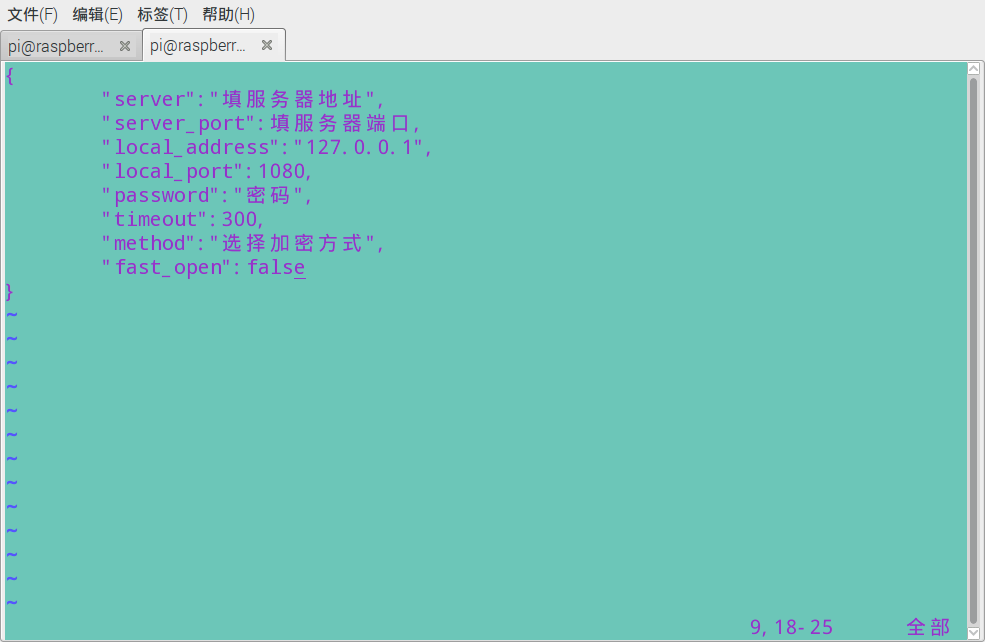 文件(F) 编辑(E) 标签(T) 帮助(H)
pi@raspberr... pi@raspberr...
{
"server":"填服务器地址",
"server_port":填服务器端口,
"local_address":"127.0.0.1",
"local_port":1080,
"password":"密码",
"timeout":300,
"method":"选择加密方式",
"fast_open":false
}
~
~
~
~
~
~
~
~
~
~
~
~
~
9,18-25 全部